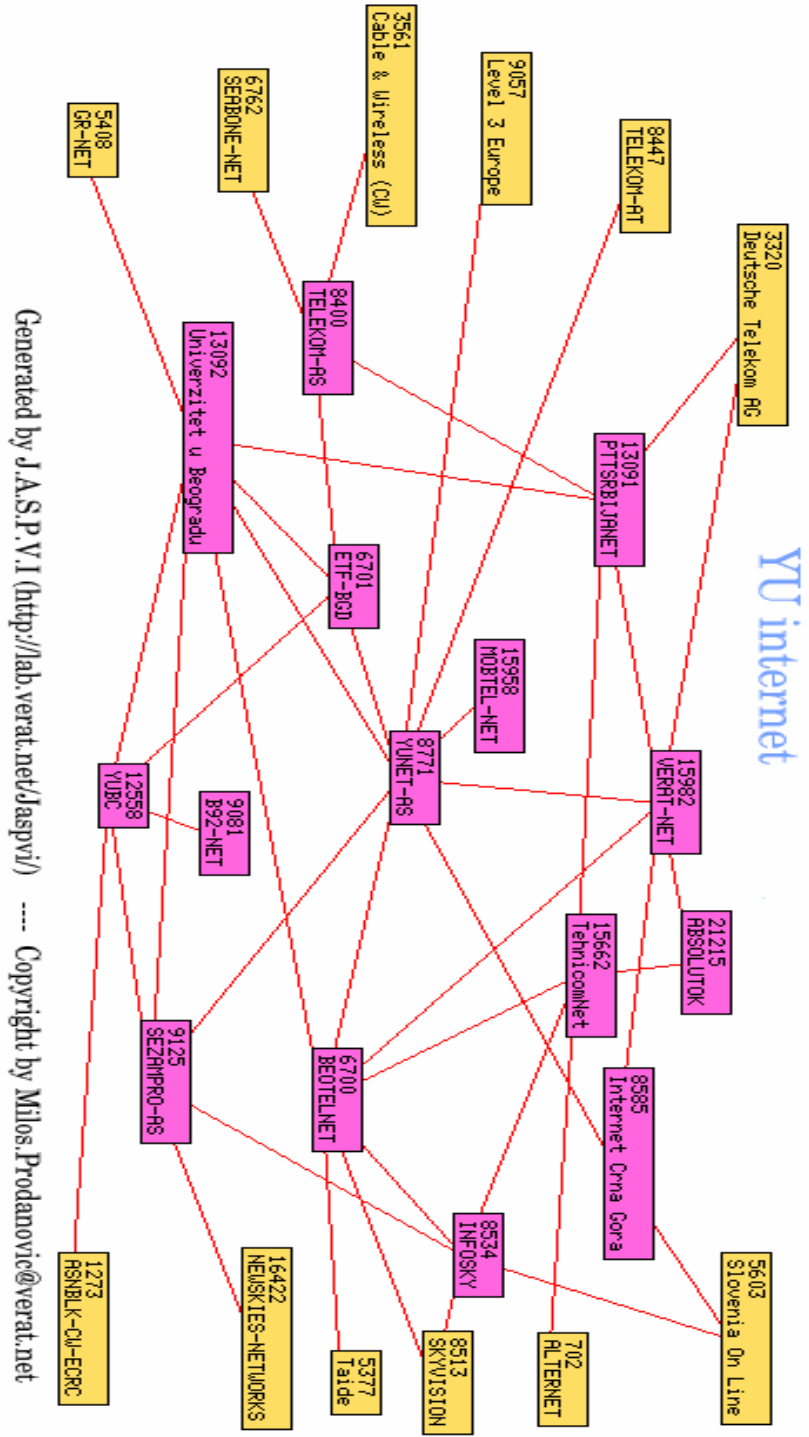 YU internet
3320
Deutsche Telekom AG
15982
VERAT-NET
21215
ABSOLUTOK
5603
Slovenia On Line
8447
TELEKOM-AT
13091
PTTSRBIJANET
15662
TehnicomNet
8585
Internet Crna Gora
702
ALTERNET
9057
Level 3 Europe
15958
MOBTEL-NET
8534
INFOSKY
8513
SKYVISION
3561
Cable & Wireless (CW)
8400
TELEKOM-AS
6701
ETF-BGD
8771
YUNET-AS
6700
BEOTELNET
5377
Taide
6762
SEABONE-NET
13092
Univerzitet u Beogradu
9081
B92-NET
16422
NEWSKIES-NETWORKS
5408
GR-NET
12558
YUBC
9125
SEZAMPRO-AS
1273
ASNBLK-CW-ECRC
Generated by J.A.S.P.V.I (http://lab.verat.net/Jaspvi/) ---- Copyright by Milos.Prodanovic@verat.net